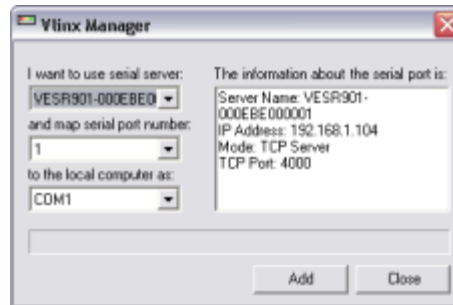 Vlinx Manager
I want to use serial server:
VESR901-000EBE0
and map serial port number:
1
to the local computer as:
COM1
The information about the serial port is:
Server Name: VESR901-
000EBE000001
IP Address: 192.168.1.104
Mode: TCP Server
TCP Port: 4000
Add
Close